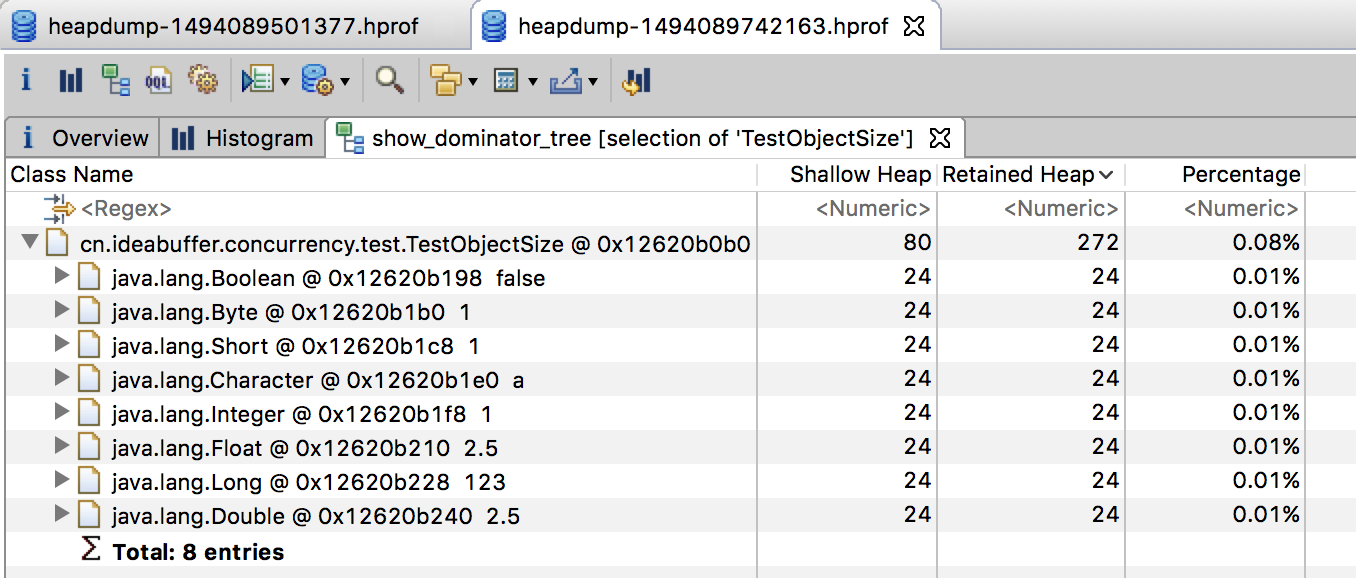 heapdump-1494089501377.hprof heapdump-1494089742163.hprof
i OQL
i Overview Histogram show_dominator_tree [selection of 'TestObjectSize']
Class Name Shallow Heap Retained Heap Percentage
<Regex> <Numeric> <Numeric> <Numeric>
cn.ideabuffer.concurrency.test.TestObjectSize @ 0x12620b0b0 80 272 0.08%
java.lang.Boolean @ 0x12620b198 false 24 24 0.01%
java.lang.Byte @ 0x12620b1b0 1 24 24 0.01%
java.lang.Short @ 0x12620b1c8 1 24 24 0.01%
java.lang.Character @ 0x12620b1e0 a 24 24 0.01%
java.lang.Integer @ 0x12620b1f8 1 24 24 0.01%
java.lang.Float @ 0x12620b210 2.5 24 24 0.01%
java.lang.Long @ 0x12620b228 123 24 24 0.01%
java.lang.Double @ 0x12620b240 2.5 24 24 0.01%
Σ Total: 8 entries